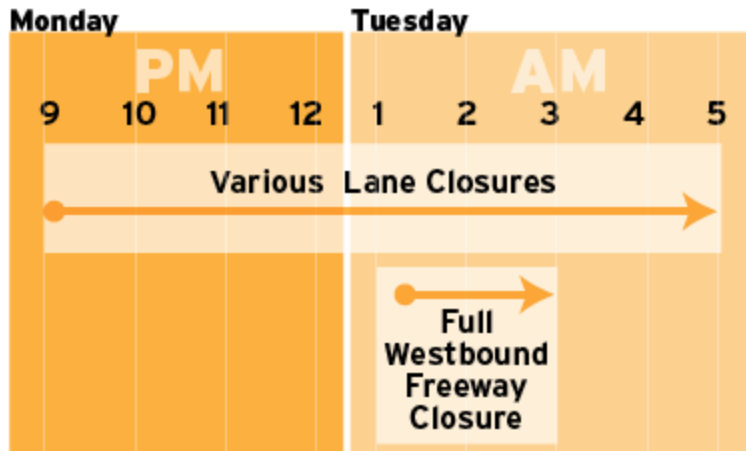 Monday Tuesday
PM AM
9 10 11 12 1 2 3 4 5
Various Lane Closures
Full
Westbound
Freeway
Closure